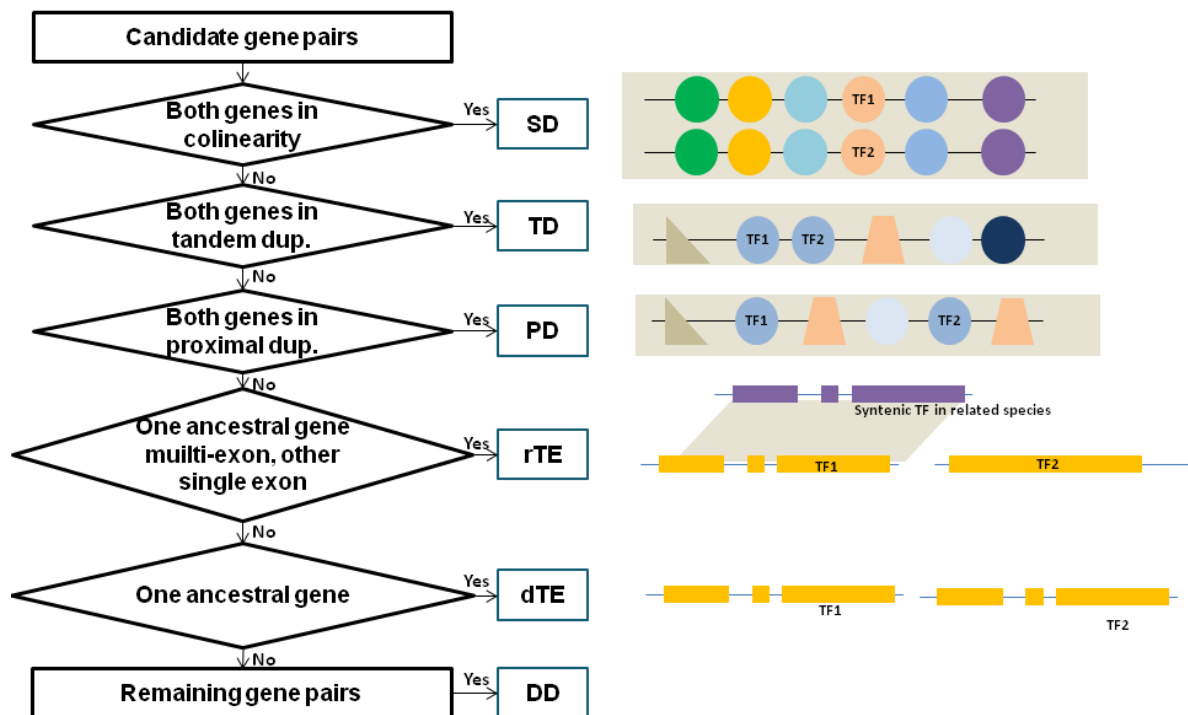 Candidate gene pairs
Both genes in
colinearity
Yes
SD
No
TF1
TF2
Both genes in
tandem dup.
Yes
TD
No
TF1
TF2
Both genes in
proximal dup.
Yes
PD
No
TF1
TF2
One ancestral gene
muilti-exon, other
single exon
Yes
rTE
No
Syntenic TF in related species
TF1
TF2
One ancestral gene
Yes
dTE
No
TF1
TF2
Remaining gene pairs
Yes
DD